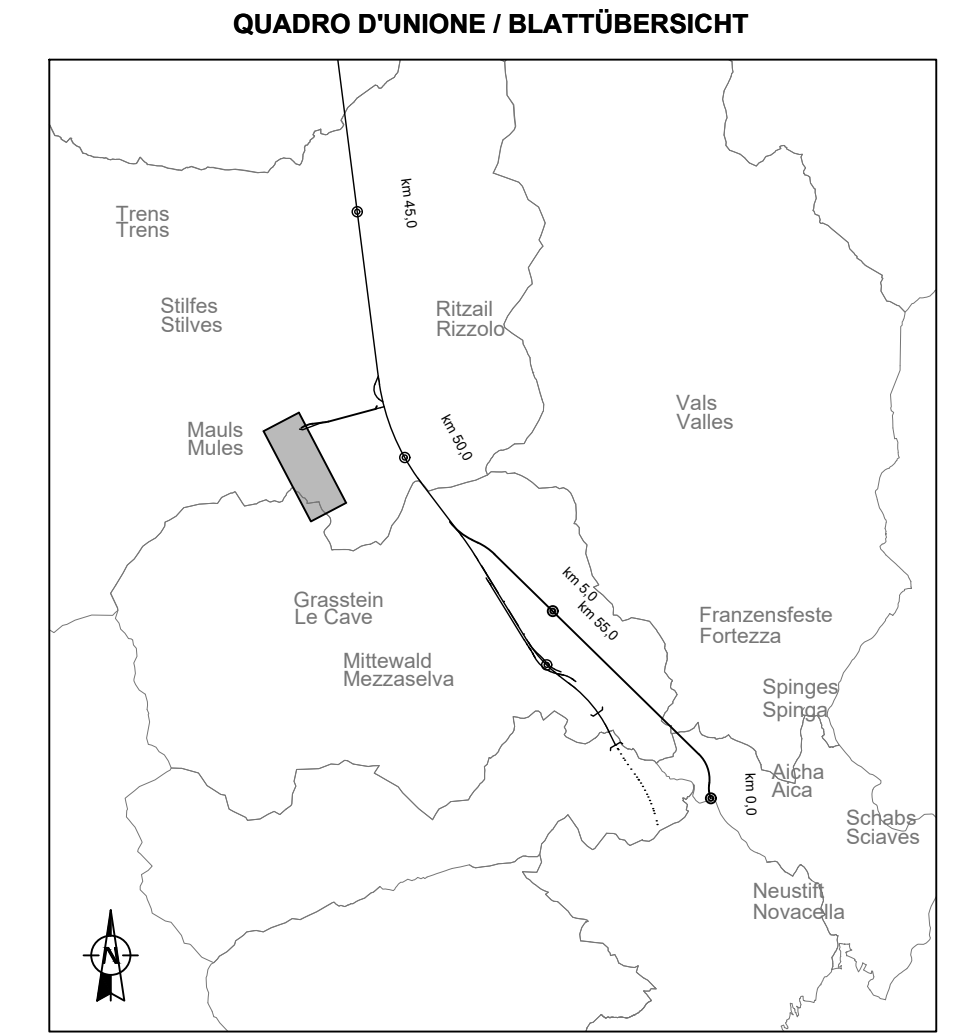 QUADRO D'UNIONE / BLATTÜBERSICHT
km 45,0
Trens
Trens
Stilfes
Stilves
Ritzail
Rizzolo
Vals
Valles
Mauls
Mules
km 50,0
km 5,0
km 55,0
Grasstein
Le Cave
Franzensfeste
Fortezza
Mittewald
Mezzaselva
Spinges
Spinga
Aicha
Aica
km 0,0
Schabs
Sciaves
Neustift
Novacella
N